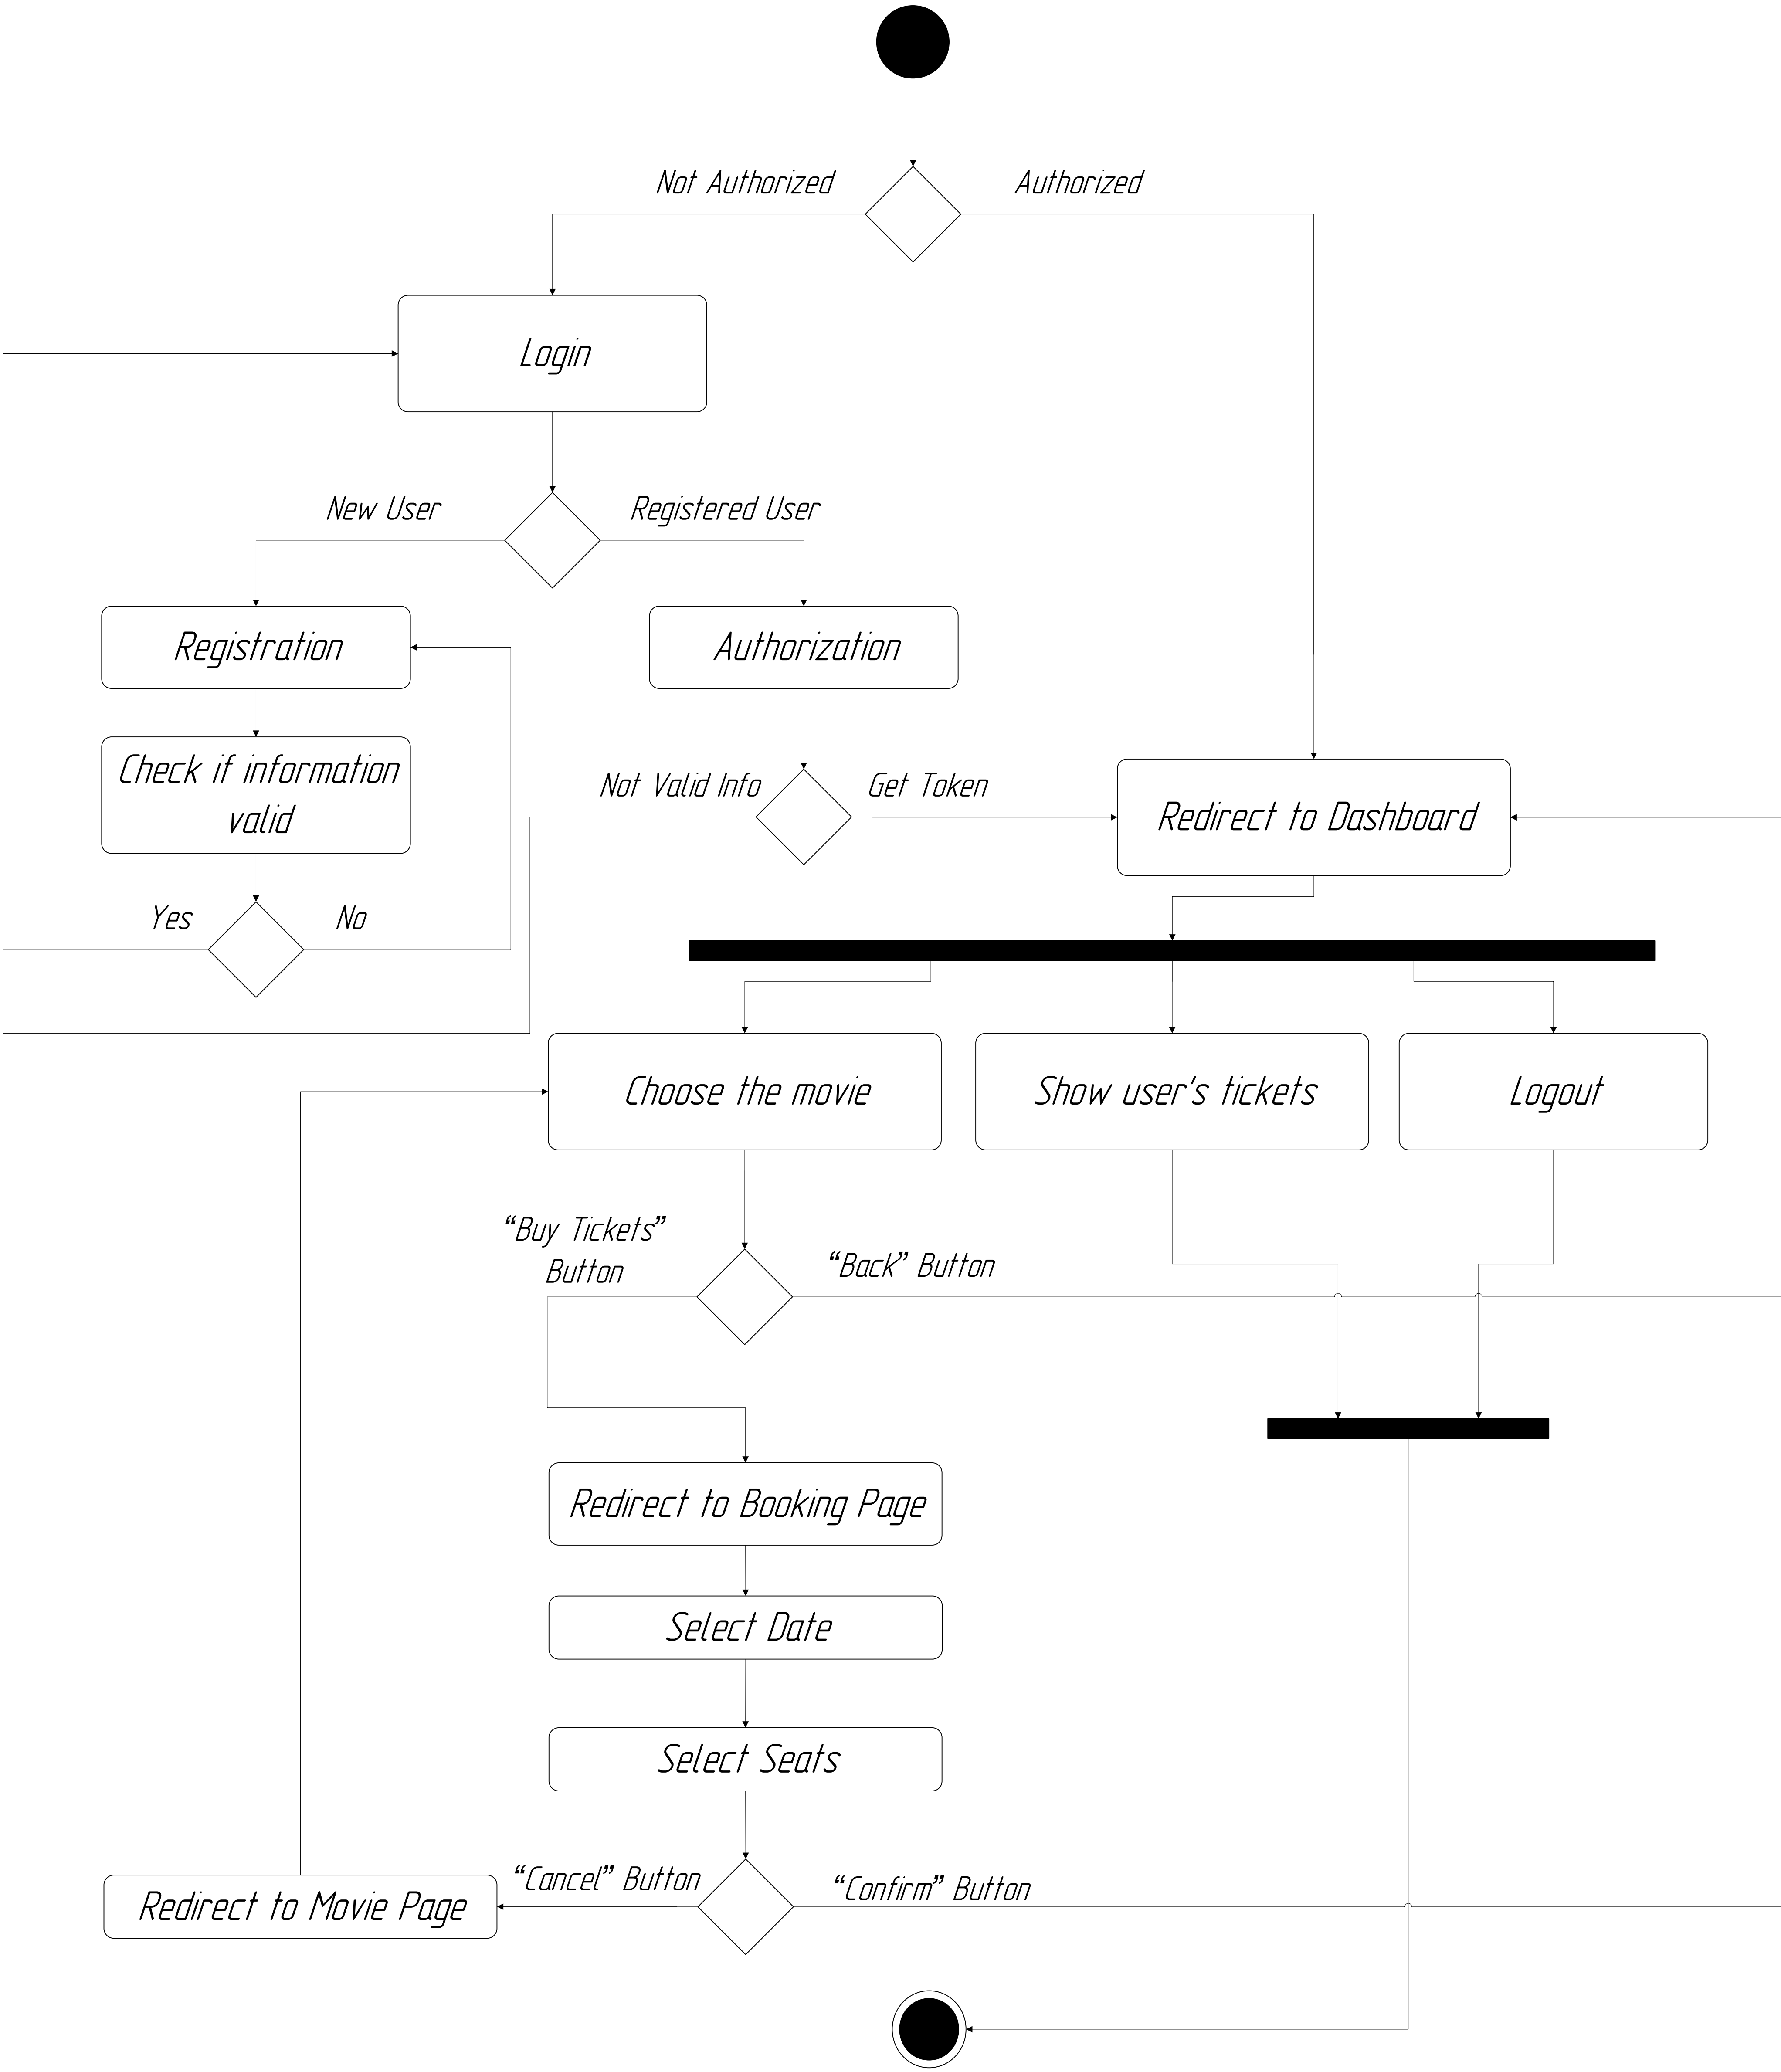 Not Authorized
Authorized
Login
New User
Registered User
Registration
Authorization
Check if information
valid
Not Valid Info
Get Token
Redirect to Dashboard
Yes
No
Choose the movie
Show user's tickets
Logout
“Buy Tickets”
Button
“Back” Button
Redirect to Booking Page
Select Date
Select Seats
“Cancel” Button
“Confirm” Button
Redirect to Movie Page